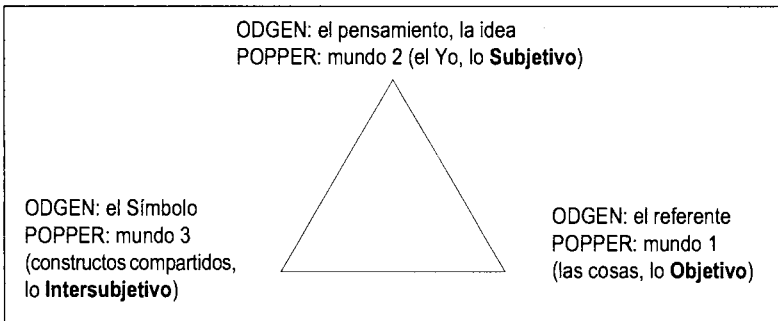 ODGEN: el pensamiento, la idea
POPPER: mundo 2 (el Yo, lo Subjetivo)
ODGEN: el Símbolo
POPPER: mundo 3
(constructos compartidos,
lo Intersubjetivo)
ODGEN: el referente
POPPER: mundo 1
(las cosas, lo Objetivo)